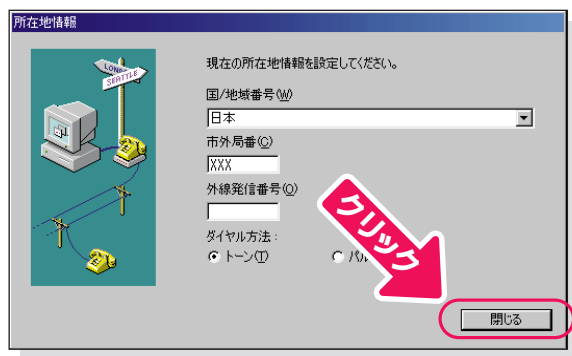 所在地情報
LOND
SEATTLE
現在の所在地情報を設定してください。
国/地域番号(W)
日本
市外局番(C)
XXX
外線発信番号(O)
ダイヤル方法:
トーン(T)
クリック
閉じる